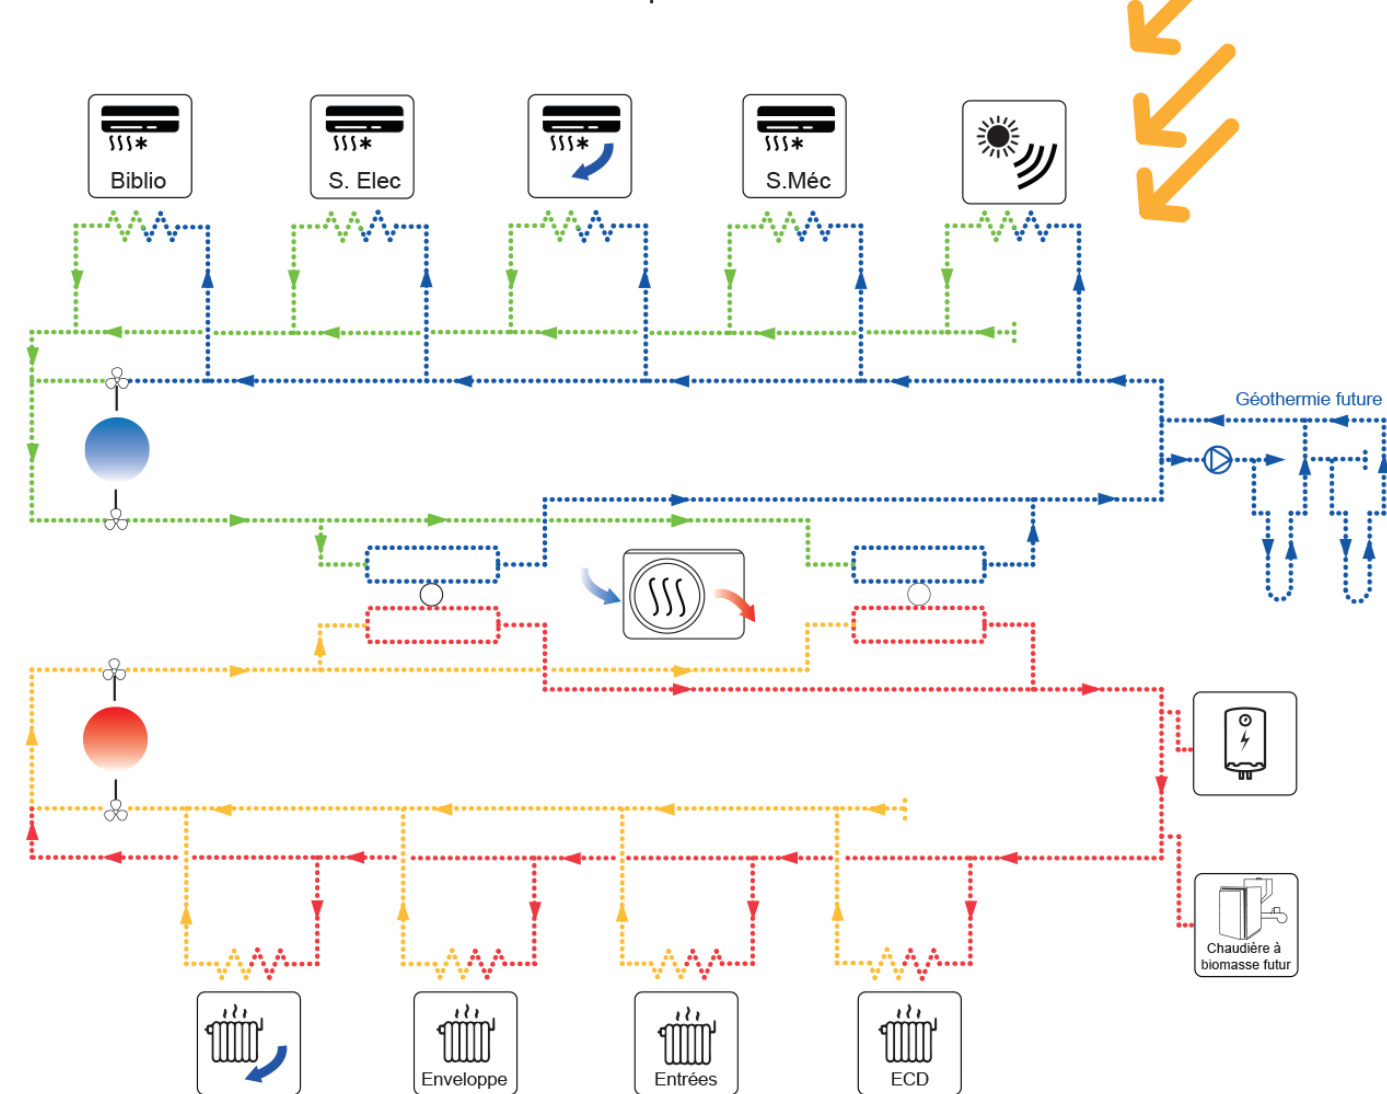 Biblio
S. Elec
S.Méc
Géothermie future
Chaudière à
biomasse futur
Enveloppe
Entrées
ECD